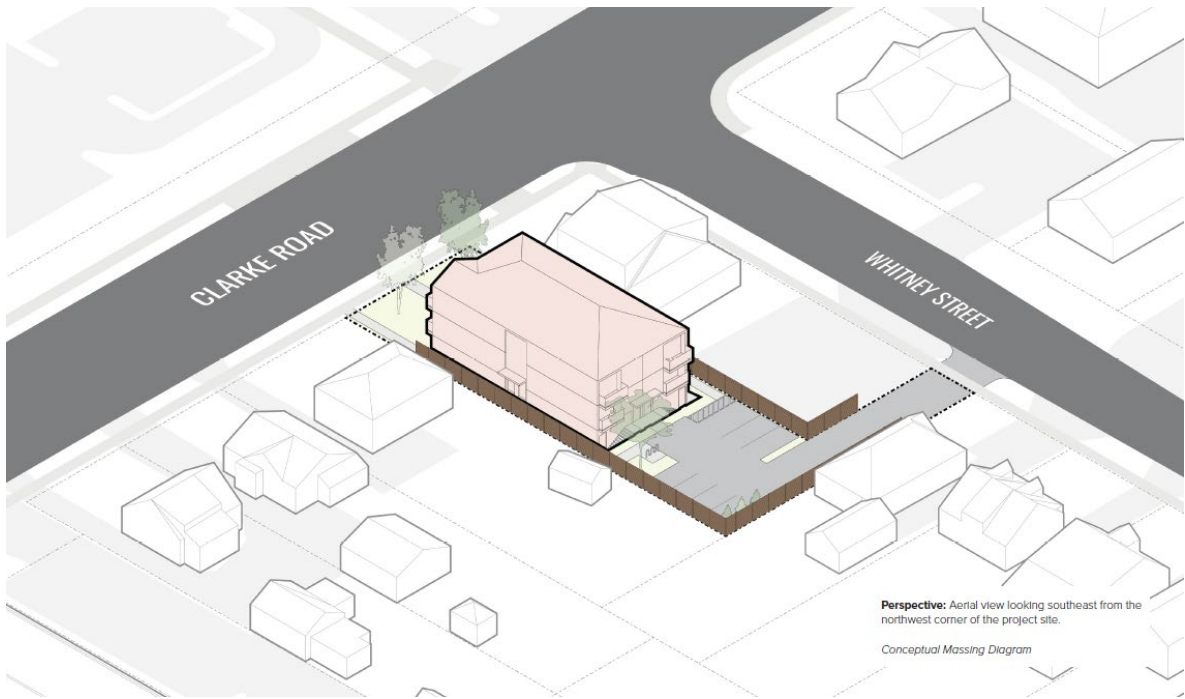 CLARKE ROAD
WHITNEY STREET
Perspective: Aerial view looking southeast from the
northwest corner of the project site.
Conceptual Massing Diagram